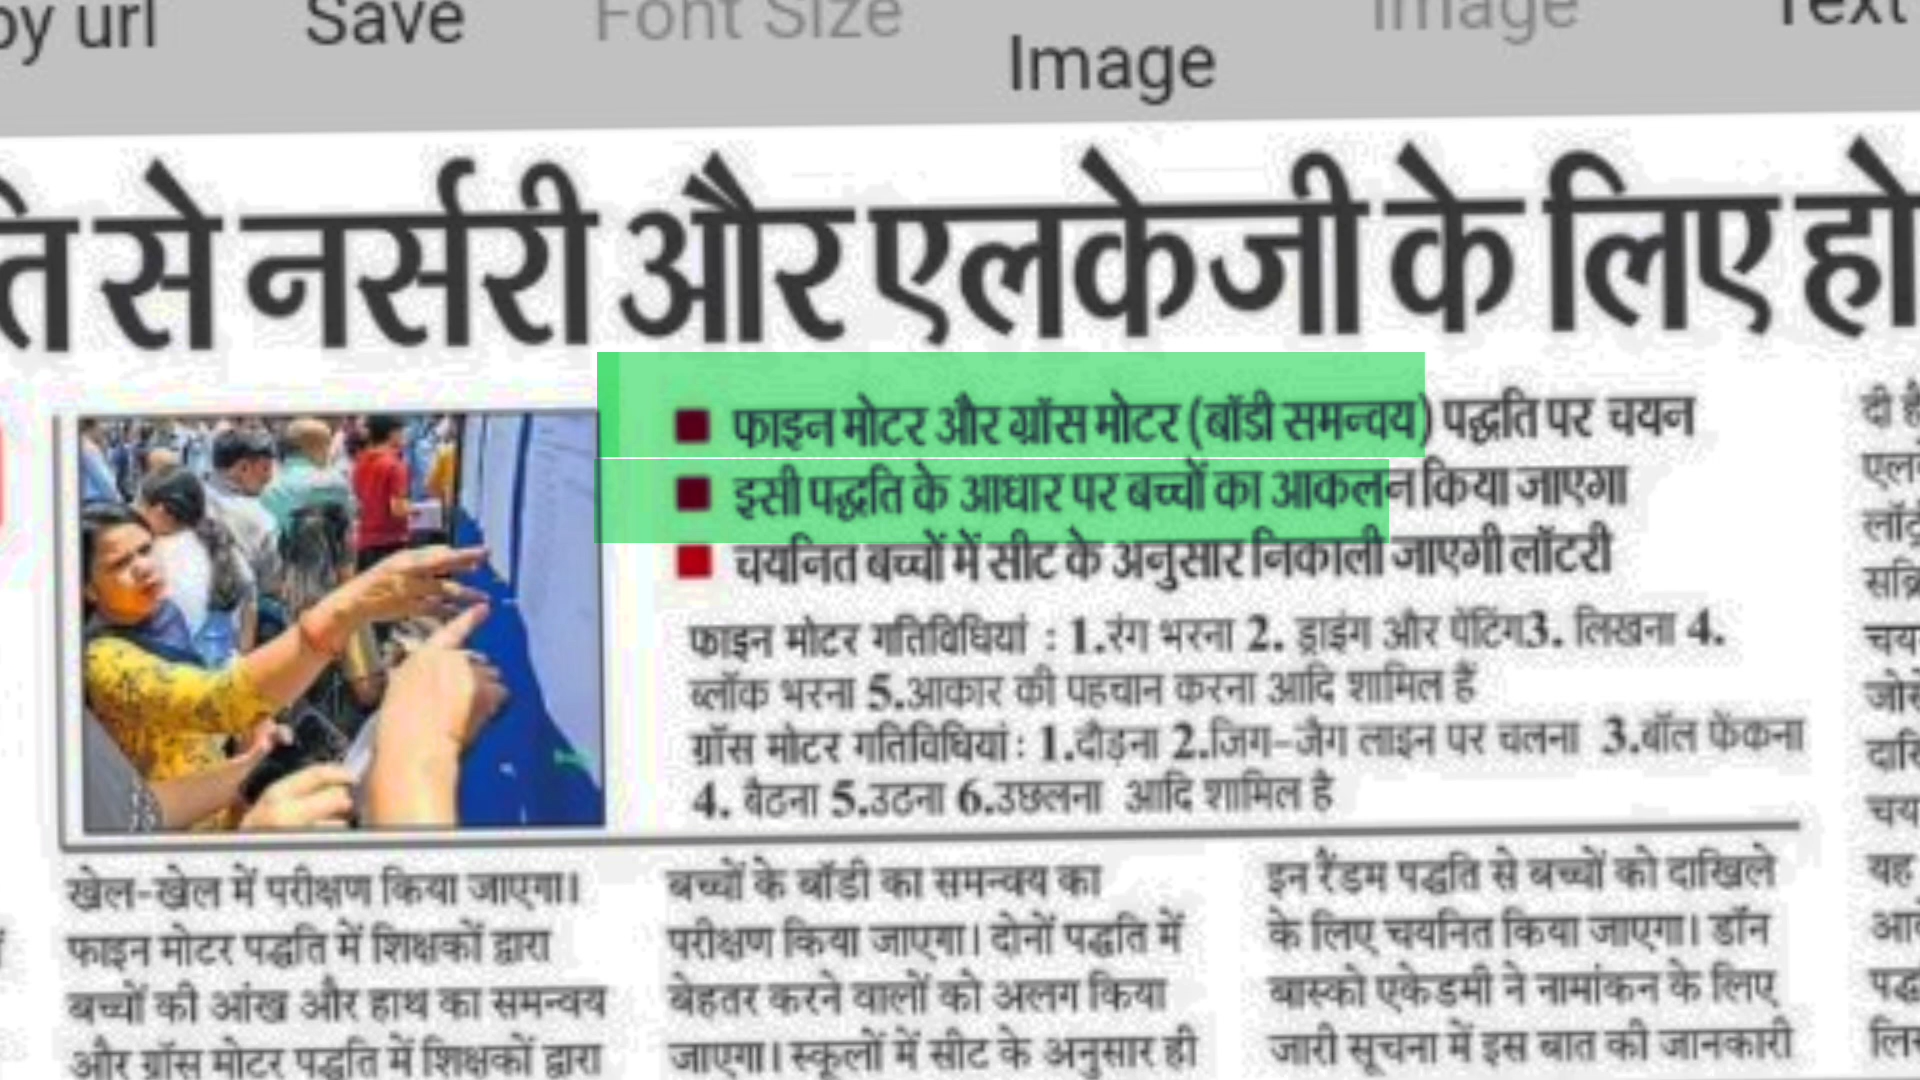 by url
Save
Font Size
Image
Image
Text
से नर्सरी और एलकेजी के लिए हो
फाइन मोटर और ग्रॉस मोटर (बॉडी समन्वय) पद्धति पर चयन
इसी पद्धति के आधार पर बच्चों का आकलन किया जाएगा
चयनित बच्चों में सीट के अनुसार निकाली जाएगी लॉटरी
फाइन मोटर गतिविधियां : 1.रंग भरना 2. ड्राइंग और पेंटिंग3. लिखना 4.
ब्लॉक भरना 5.आकार की पहचान करना आदि शामिल हैं
ग्रॉस मोटर गतिविधियां : 1.दौड़ना 2.जिग-जैग लाइन पर चलना 3.बॉल फेंकना
4. बैठना 5.उठना 6.उछलना आदि शामिल है
खेल-खेल में परीक्षण किया जाएगा।
फाइन मोटर पद्धति में शिक्षकों द्वारा
बच्चों की आंख और हाथ का समन्वय
और ग्रॉस मोटर पद्धति में शिक्षकों द्वारा
बच्चों के बॉडी का समन्वय का
परीक्षण किया जाएगा। दोनों पद्धति में
बेहतर करने वालों को अलग किया
जाएगा। स्कूलों में सीट के अनुसार ही
इन रैंडम पद्धति से बच्चों को दाखिले
के लिए चयनित किया जाएगा। डॉन
बास्को एकेडमी ने नामांकन के लिए
जारी सूचना में इस बात की जानकारी
दी
यह